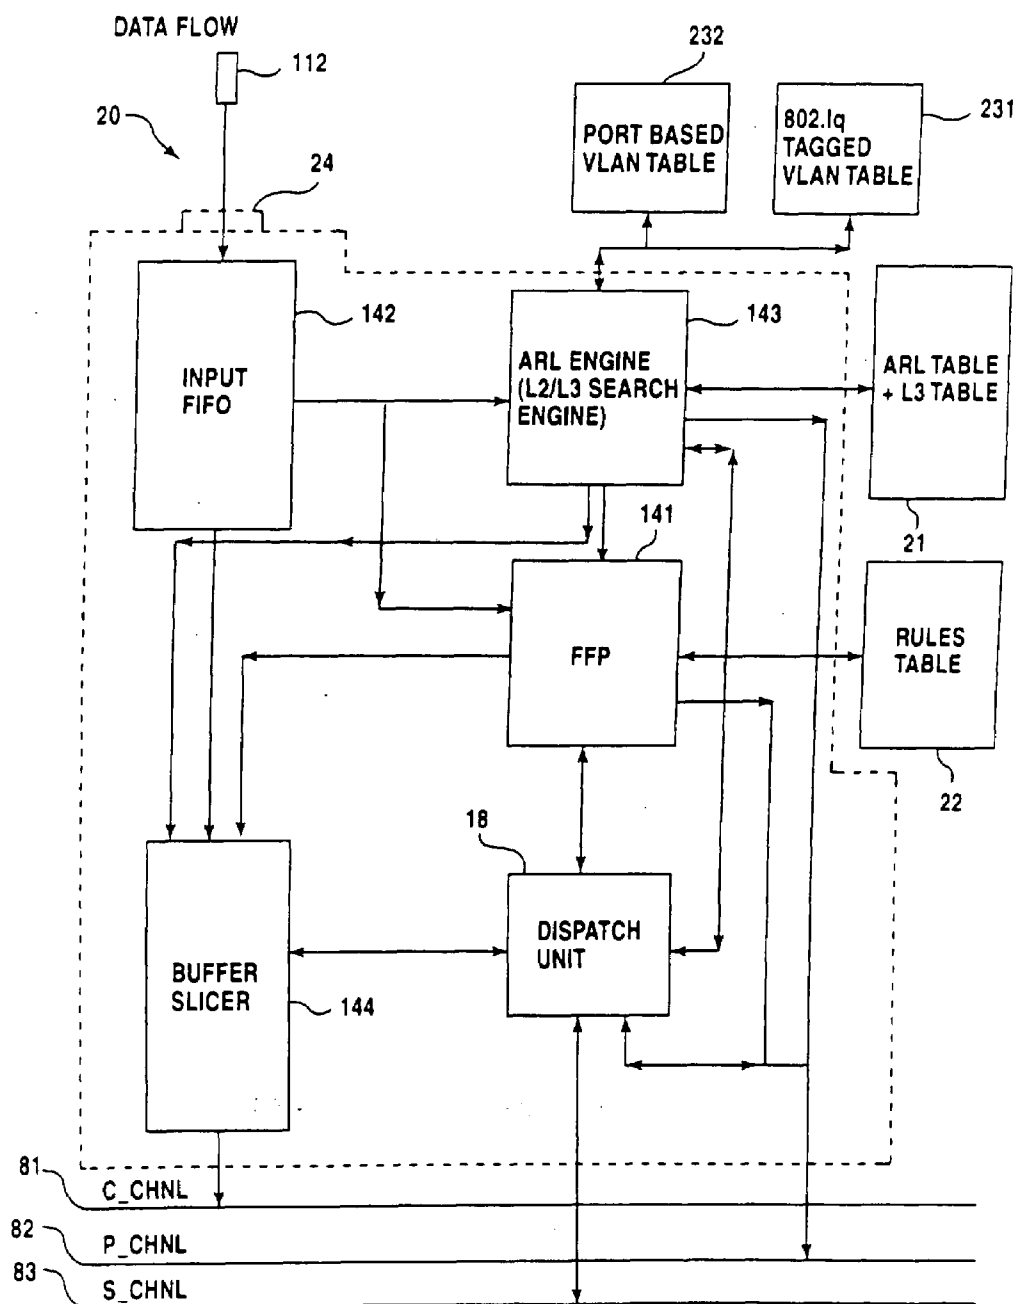 DATA FLOW
112
20
24
232
PORT BASED
VLAN TABLE
231
802.1q
TAGGED
VLAN TABLE
142
INPUT
FIFO
143
ARL ENGINE
(L2/L3 SEARCH
ENGINE)
ARL TABLE
+ L3 TABLE
21
141
FFP
RULES
TABLE
22
18
DISPATCH
UNIT
BUFFER
SLICER
144
81
C_CHNL
82
P_CHNL
83
S_CHNL